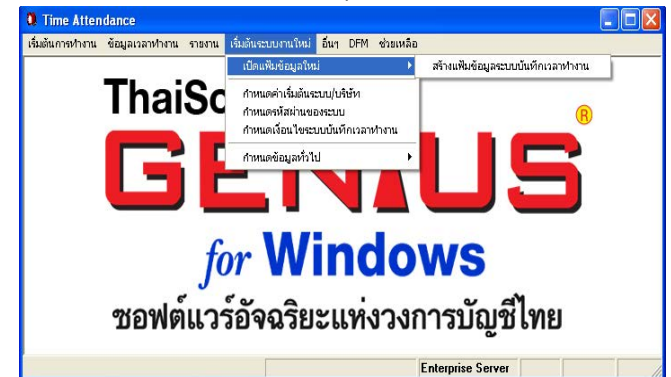 Time Attendance
เริ่มต้นการทำงาน ข้อมูลเวลาทำงาน รายงาน เริ่มต้นระบบงานใหม่ อื่นๆ DFM ช่วยเหลือ
เปิดแฟ้มข้อมูลใหม่ สร้างแฟ้มข้อมูลระบบบันทึกเวลาทำงาน
กำหนดค่าเริ่มต้นระบบ/บริษัท
กำหนดรหัสผ่านของระบบ
กำหนดเงื่อนไขระบบบันทึกเวลาทำงาน
กำหนดข้อมูลทั่วไป
ThaiSo
®
GENIUS
for Windows
ซอฟต์แวร์อัจฉริยะแห่งวงการบัญชีไทย
Enterprise Server